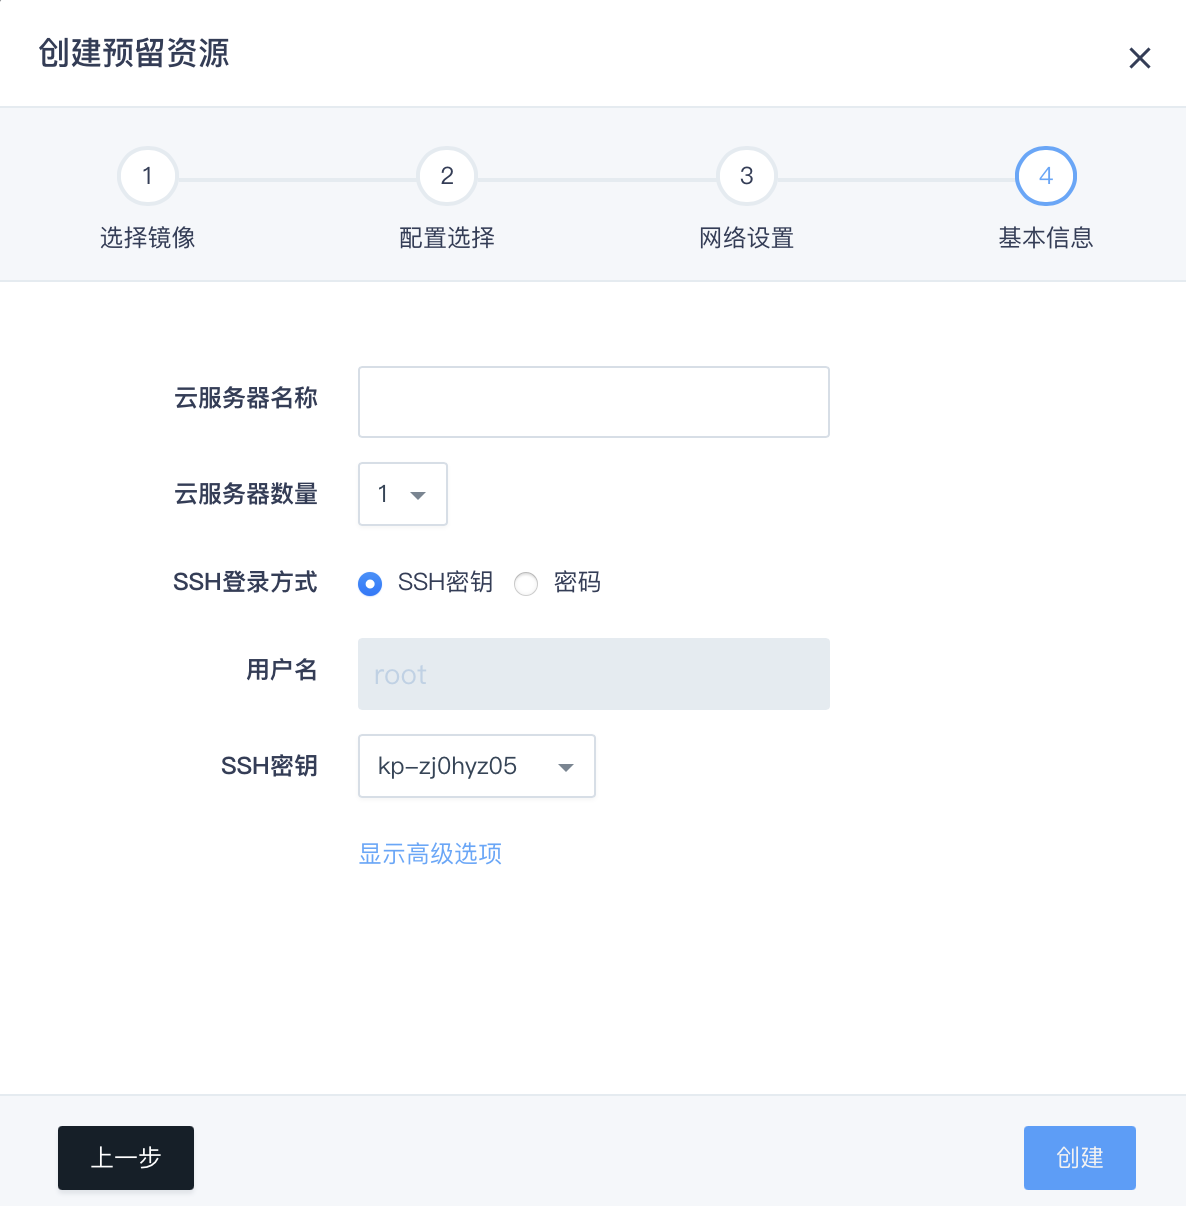 创建预留资源
1
2
3
4
选择镜像
配置选择
网络设置
基本信息
云服务器名称
云服务器数量
1
SSH登录方式
SSH密钥
密码
用户名
root
SSH密钥
kp-zj0hyz05
显示高级选项
上一步
创建